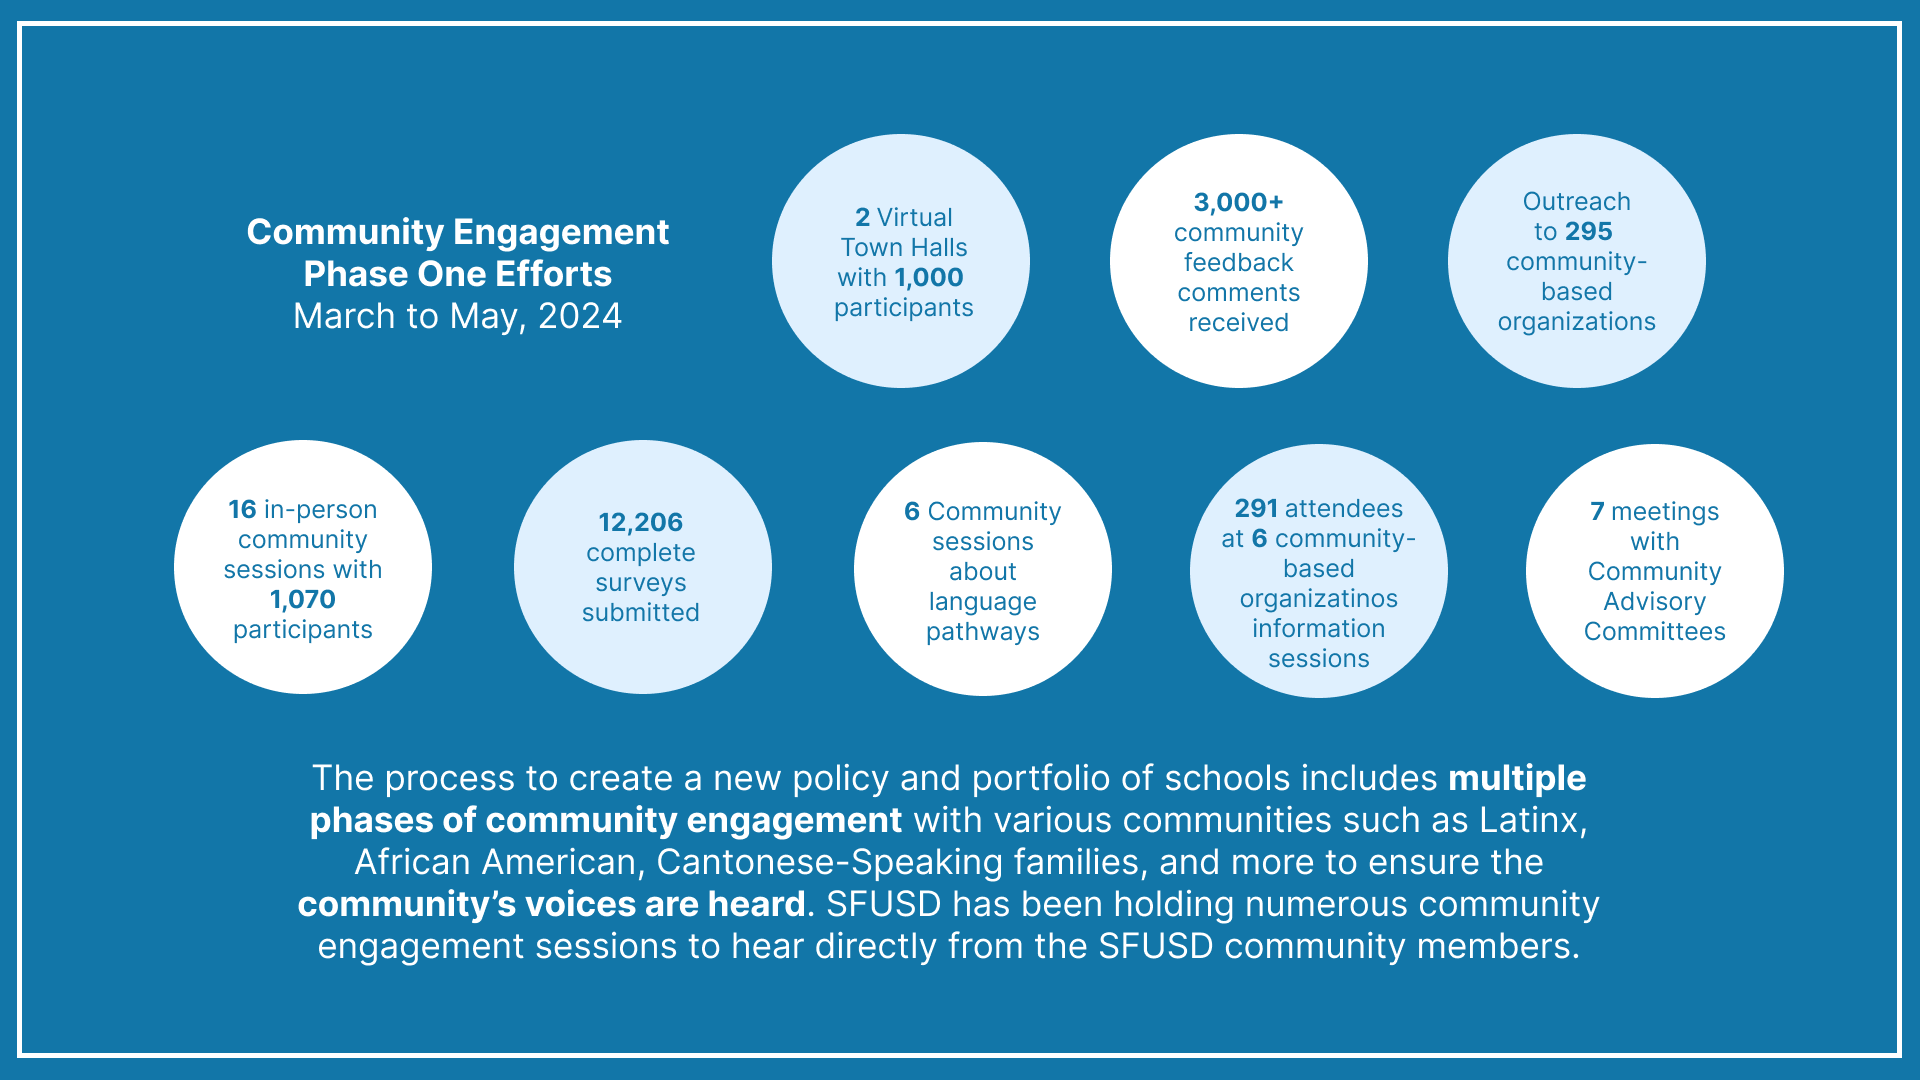 Community Engagement
Phase One Efforts
March to May, 2024
2 Virtual
Town Halls
with 1,000
participants
3,000+
community
feedback
comments
received
Outreach
to 295
community-
based
organizations
16 in-person
community
sessions with
1,070
participants
12,206
complete
surveys
submitted
6 Community
sessions
about
language
pathways
291 attendees
at 6 community-
based
organizatinos
information
sessions
7 meetings
with
Community
Advisory
Committees
The process to create a new policy and portfolio of schools includes multiple
phases of community engagement with various communities such as Latinx,
African American, Cantonese-Speaking families, and more to ensure the
community’s voices are heard. SFUSD has been holding numerous community
engagement sessions to hear directly from the SFUSD community members.